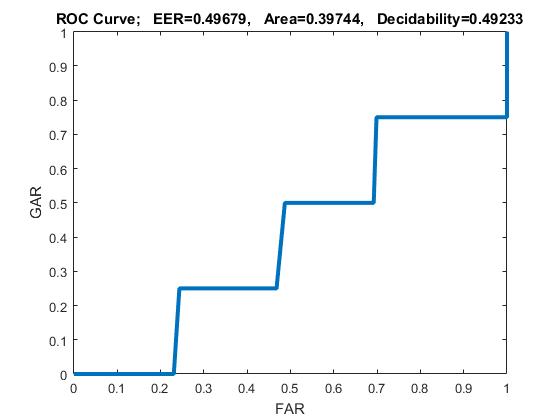 ROC Curve;   EER=0.49679,   Area=0.39744,   Decidability=0.49233
1
0.9
0.8
0.7
0.6
0.5
0.4
0.3
0.2
0.1
0
GAR
0 0.1 0.2 0.3 0.4 0.5 0.6 0.7 0.8 0.9 1
FAR